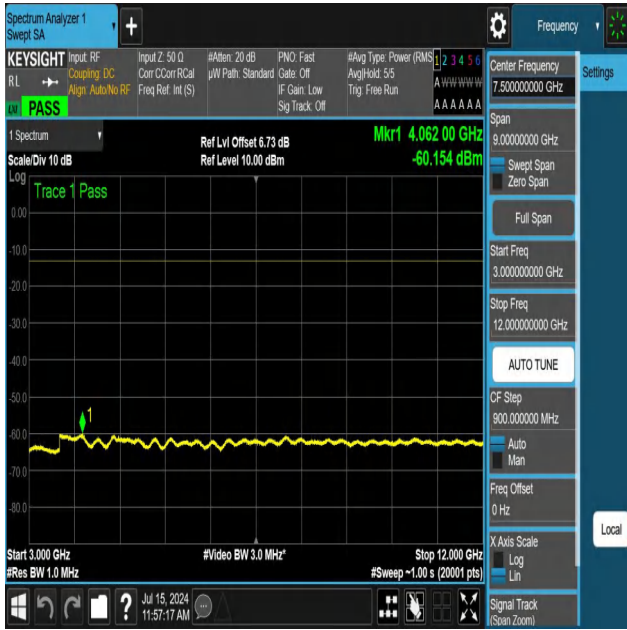 Spectrum Analyzer 1
Swept SA
+
Frequency
KEYSIGHT
RL
PASS
Input: RF
Coupling: DC
Align: Auto/No RF
Input Z: 50 Ω
Corr CCorr RCal
Freq Ref: Int (S)
#Atten: 20 dB
µW Path: Standard
PNO: Fast
Gate: Off
IF Gain: Low
Sig Track: Off
#Avg Type: Power (RMS
Avg|Hold: 5/5
Trig: Free Run
1 2 3 4 5 6
A W W W W W
A A A A A A
1 Spectrum
Scale/Div 10 dB
Ref Lvl Offset 6.73 dB
Ref Level 10.00 dBm
Mkr1 4.062 00 GHz
-60.154 dBm
Log
Trace 1 Pass
0.00
-10.0
-20.0
-30.0
-40.0
-50.0
-60.0
-70.0
-80.0
1
Start 3.000 GHz
#Res BW 1.0 MHz
#Video BW 3.0 MHz*
Stop 12.000 GHz
#Sweep ~1.00 s (20001 pts)
?
Jul 15, 2024
11:57:17 AM
Center Frequency
7.500000000 GHz
Span
9.00000000 GHz
Swept Span
Zero Span
Full Span
Start Freq
3.000000000 GHz
Stop Freq
12.000000000 GHz
AUTO TUNE
CF Step
900.000000 MHz
Auto
Man
Freq Offset
0 Hz
X Axis Scale
Log
Lin
Signal Track
(Span Zoom)
Settings
Local